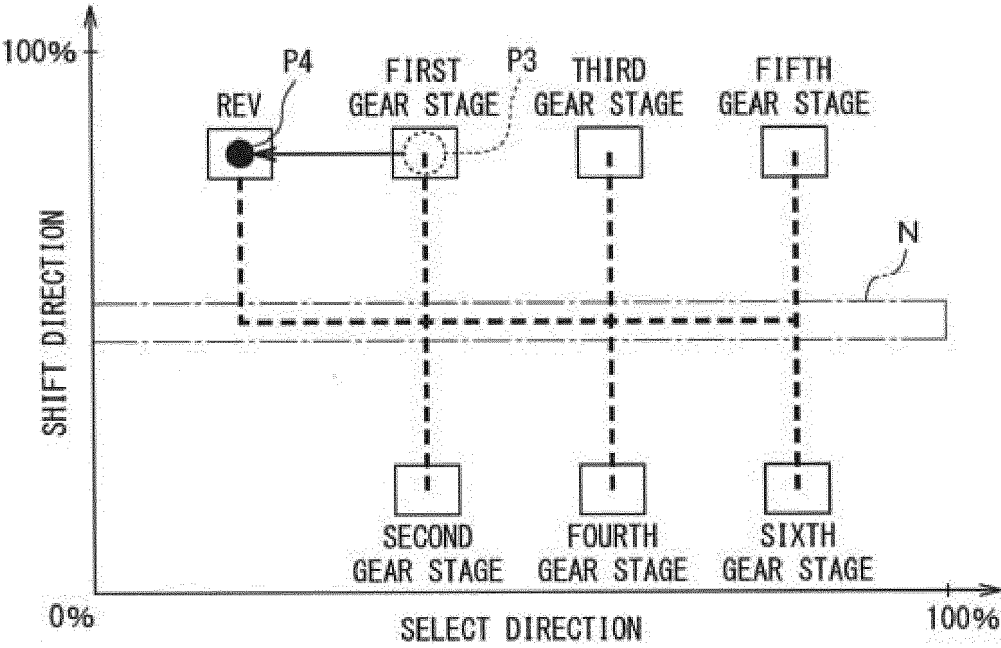 100%
P4
FIRST
GEAR STAGE
P3
THIRD
GEAR STAGE
FIFTH
GEAR STAGE
REV
N
SHIFT DIRECTION
SECOND
GEAR STAGE
FOURTH
GEAR STAGE
SIXTH
GEAR STAGE
0%
SELECT DIRECTION
100%